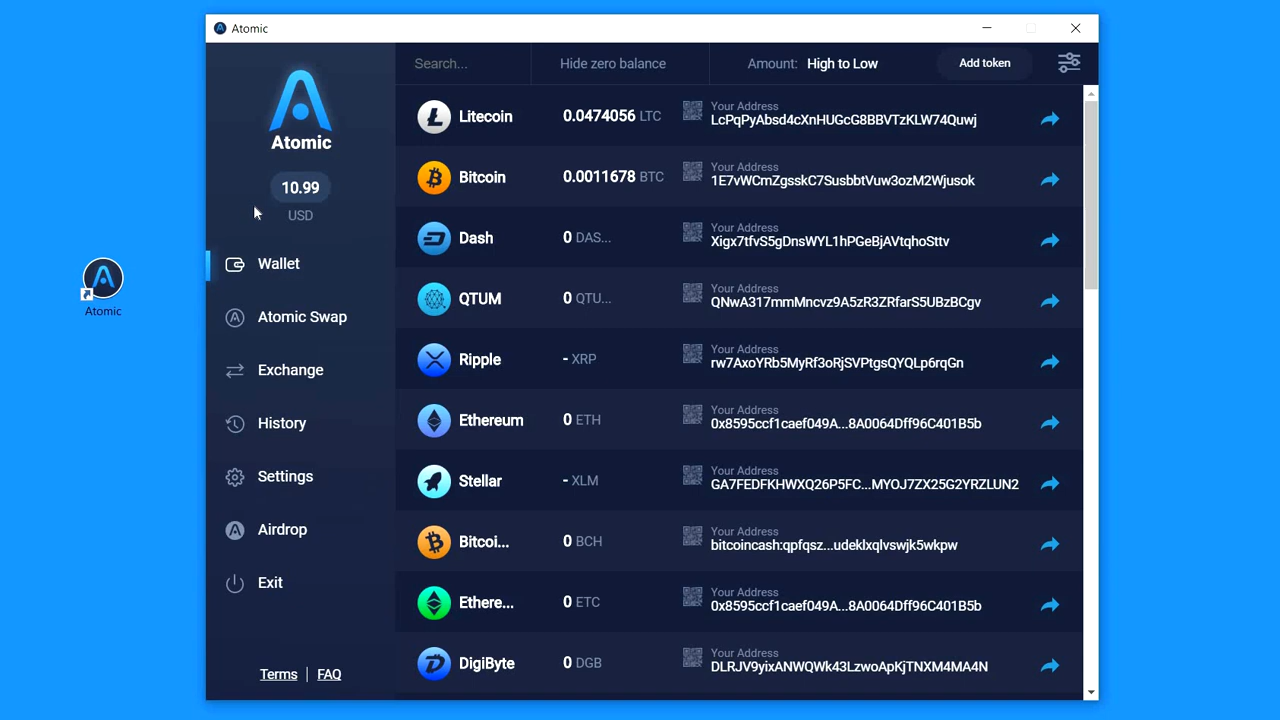 Atomic
Search...
Hide zero balance
Amount: High to Low
Add token
Atomic
10.99
USD
Wallet
Atomic Swap
Exchange
History
Settings
Airdrop
Exit
Terms | FAQ
Atomic
Litecoin 0.0474056 LTC Your Address
LcPqPyAbsd4cXnHUGcG8BBVTzKLW74Quwj
Bitcoin 0.0011678 BTC Your Address
1E7vWCmZgsskC7SusbbtVuw3ozM2Wjusok
Dash 0 DAS... Your Address
Xigx7tfvS5gDnsWYL1hPGeBjAVtqhoSttv
QTUM 0 QTU... Your Address
QNwA317mmMncvz9A5zR3ZRfarS5UBzBCgv
Ripple - XRP Your Address
rw7AxoYRb5MyRf3oRjSVPtgsQYQLp6rqGn
Ethereum 0 ETH Your Address
0x8595ccf1caef049A...8A0064Dff96C401B5b
Stellar - XLM Your Address
GA7FEDFKHWXQ26P5FC...MYOJ7ZX25G2YRZLUN2
Bitcoi... 0 BCH Your Address
bitcoincash:qpfqsz...udeklxqlvswjk5wkpw
Ethere... 0 ETC Your Address
0x8595ccf1caef049A...8A0064Dff96C401B5b
DigiByte 0 DGB Your Address
DLRJV9yixANWQWk43LzwoApKjTNXM4MA4N